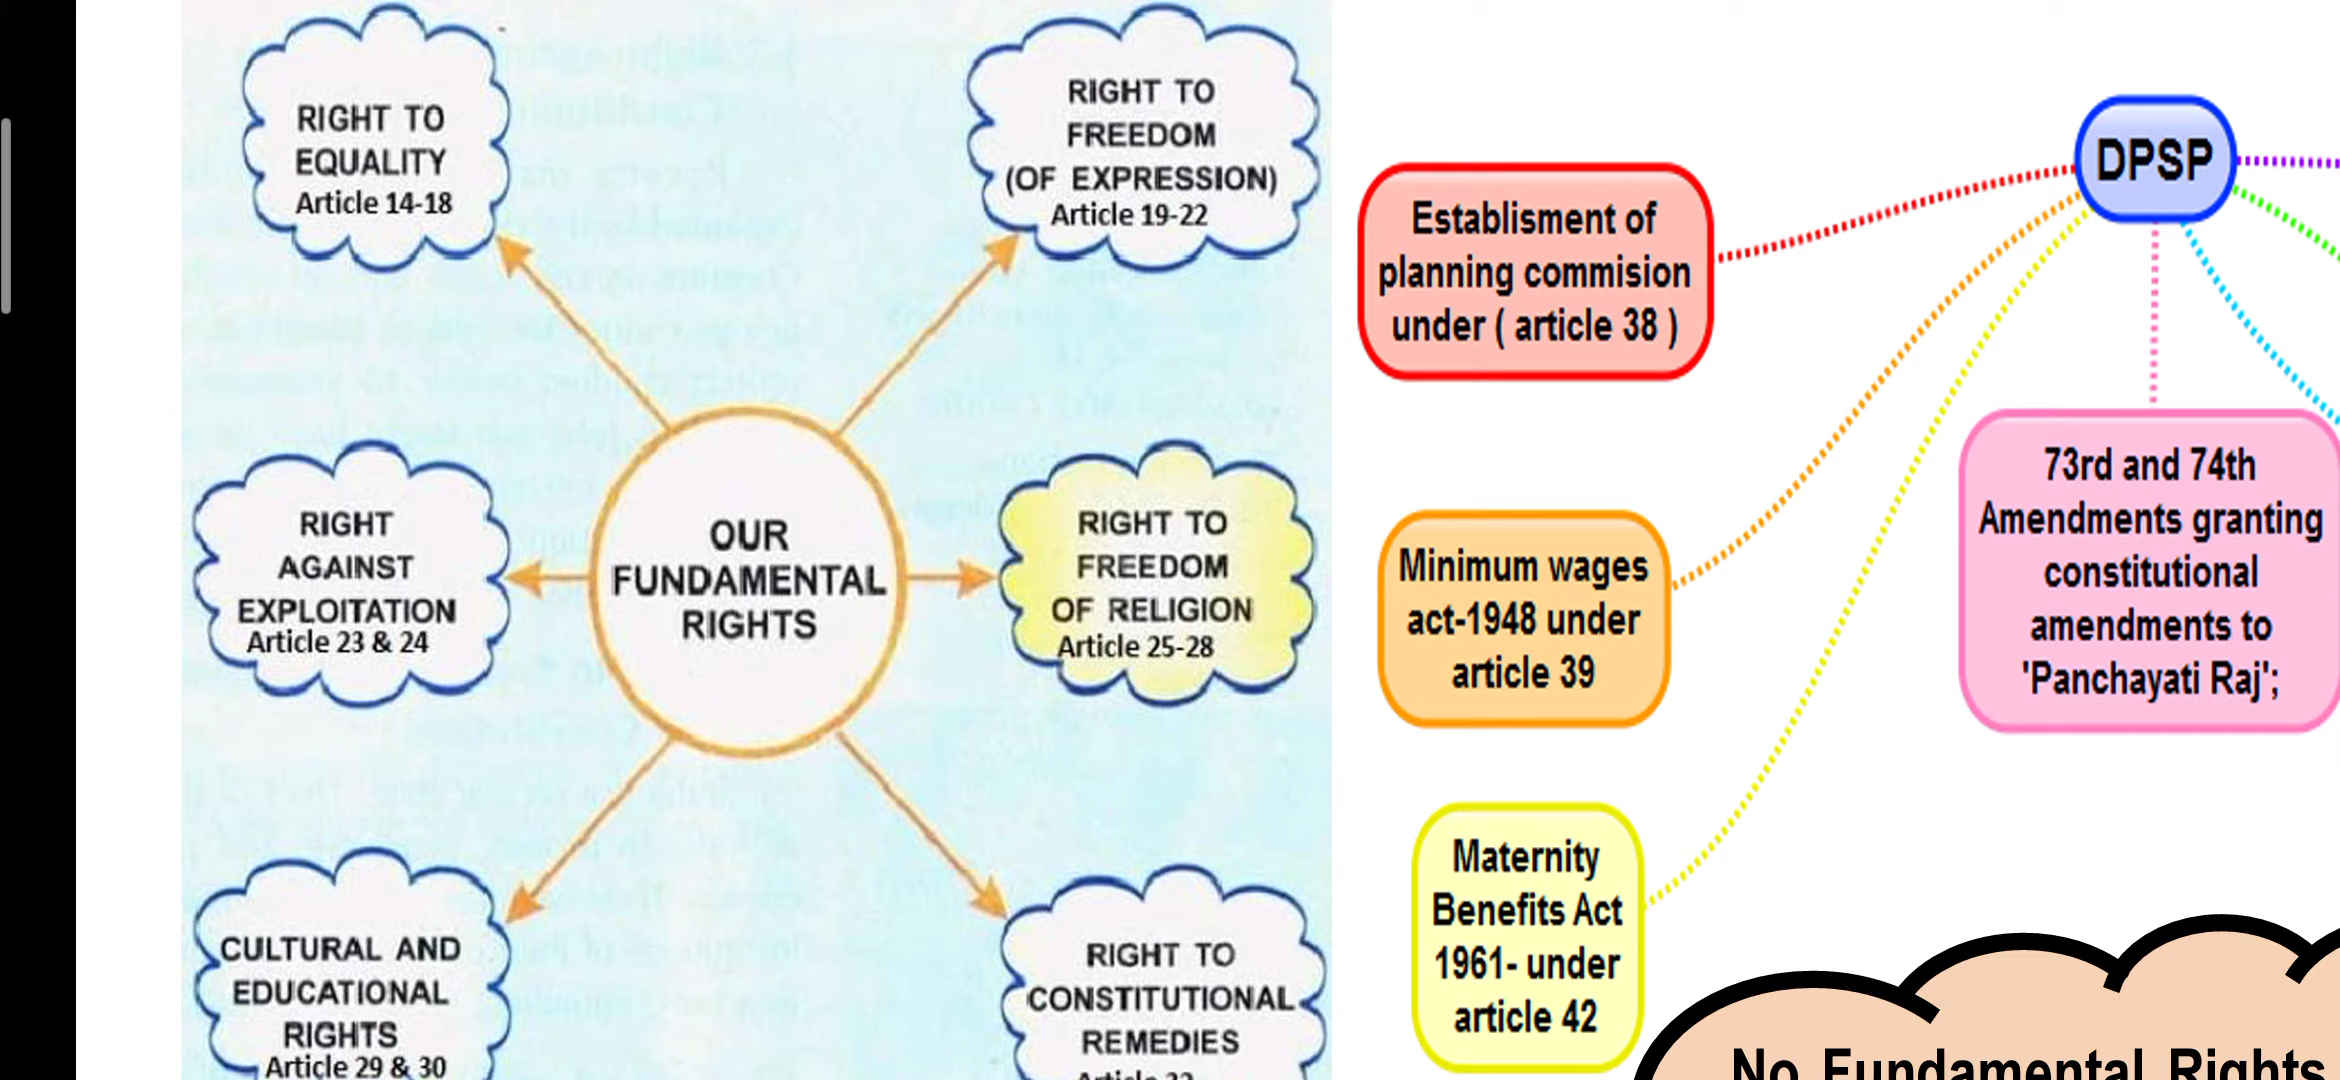 RIGHT TO
EQUALITY
Article 14-18
RIGHT TO
FREEDOM
(OF EXPRESSION)
Article 19-22
RIGHT
AGAINST
EXPLOITATION
Article 23 & 24
OUR
FUNDAMENTAL
RIGHTS
RIGHT TO
FREEDOM
OF RELIGION
Article 25-28
CULTURAL AND
EDUCATIONAL
RIGHTS
Article 29 & 30
RIGHT TO
CONSTITUTIONAL
REMEDIES
Article 32
DPSP
Establisment of
planning commision
under ( article 38 )
Minimum wages
act-1948 under
article 39
73rd and 74th
Amendments granting
constitutional
amendments to
'Panchayati Raj';
Maternity
Benefits Act
1961- under
article 42
No Fundamental Rights